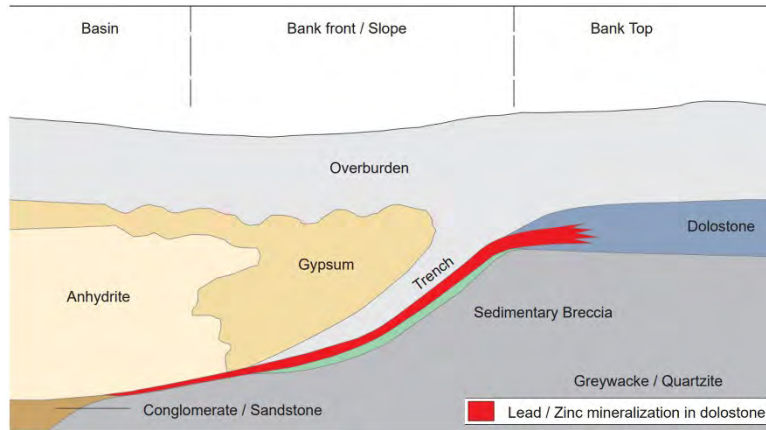 Basin
Bank front / Slope
Bank Top
Overburden
Dolostone
Gypsum
Trench
Anhydrite
Sedimentary Breccia
Greywacke / Quartzite
Conglomerate / Sandstone
Lead / Zinc mineralization in dolostone